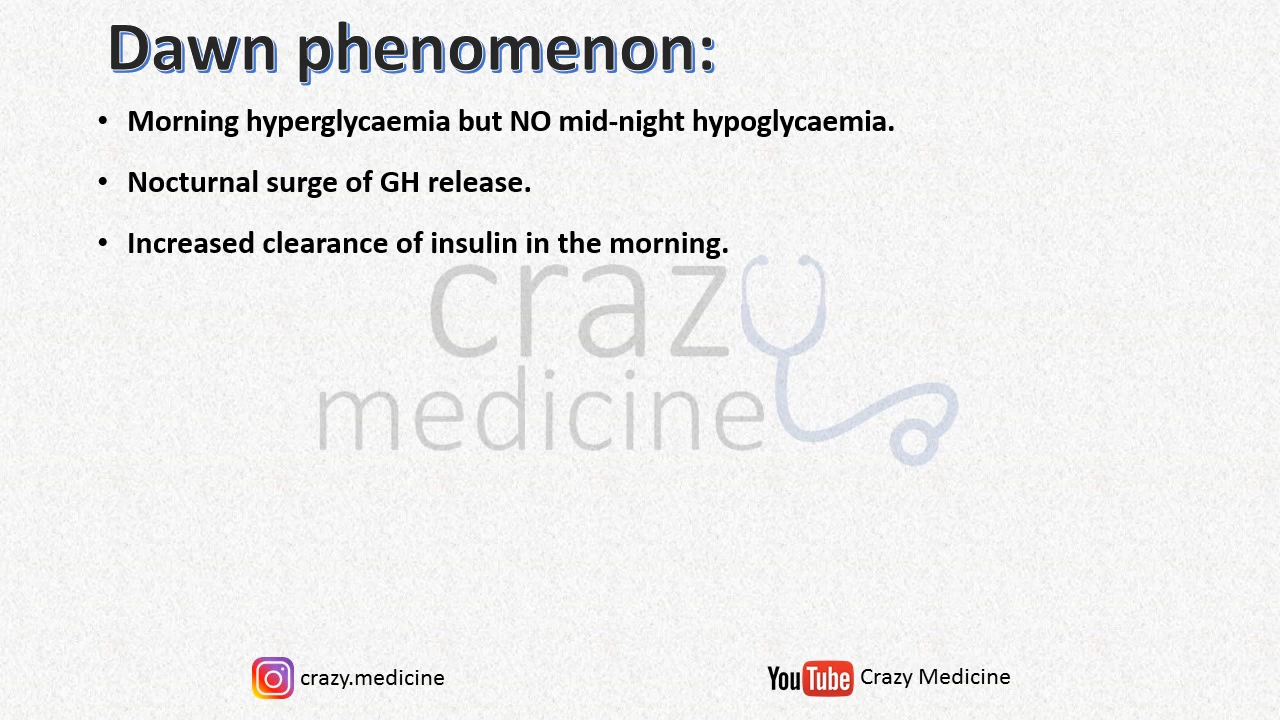 Dawn phenomenon:
• Morning hyperglycaemia but NO mid-night hypoglycaemia.
• Nocturnal surge of GH release.
• Increased clearance of insulin in the morning.
crazy
medicine
crazy.medicine
YouTube Crazy Medicine